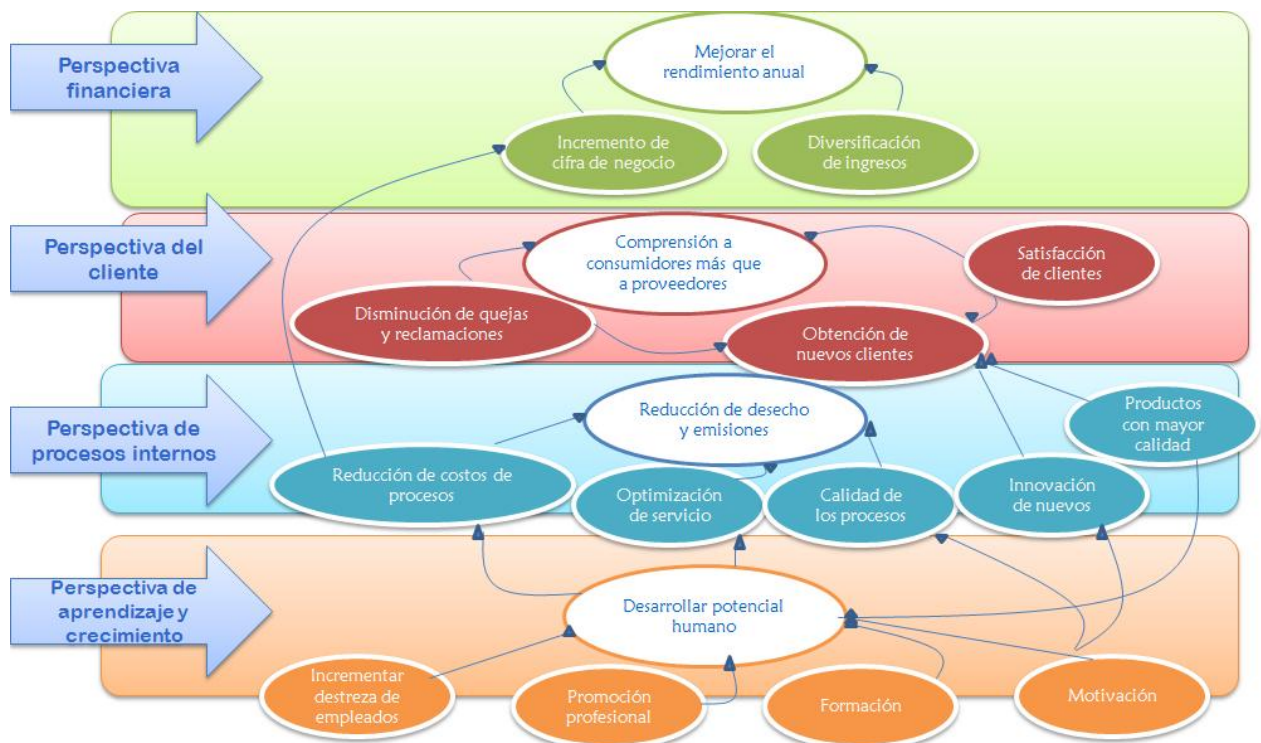 Perspectiva
financiera
Mejorar el
rendimiento anual
Incremento de
cifra de negocio
Diversificación
de ingresos
Perspectiva del
cliente
Comprensión a
consumidores más que
a proveedores
Satisfacción
de clientes
Disminución de quejas
y reclamaciones
Obtención de
nuevos clientes
Perspectiva de
procesos internos
Reducción de desecho
y emisiones
Productos
con mayor
calidad
Reducción de costos de
procesos
Optimización
de servicio
Calidad de
los procesos
Innovación
de nuevos
Perspectiva de
aprendizaje y
crecimiento
Desarrollar potencial
humano
Incrementar
destreza de
empleados
Promoción
profesional
Formación
Motivación